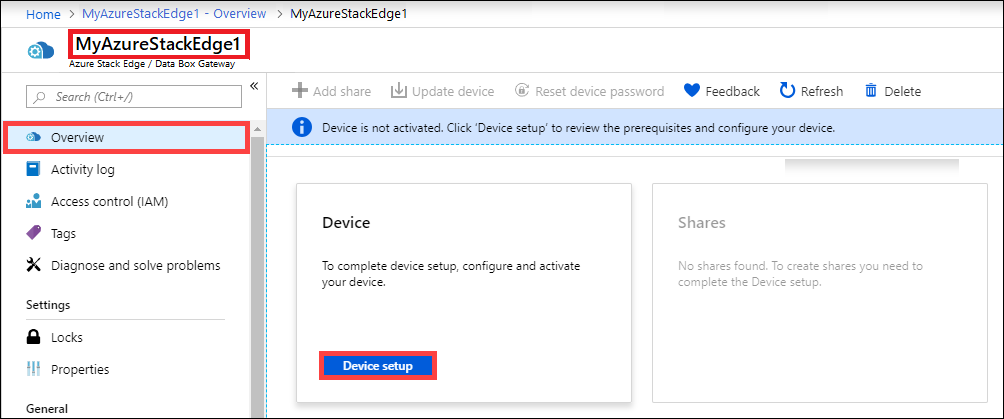 Home > MyAzureStackEdge1 - Overview > MyAzureStackEdge1
MyAzureStackEdge1
Azure Stack Edge / Data Box Gateway
Search (Ctrl+/)
«
Overview
Activity log
Access control (IAM)
Tags
Diagnose and solve problems
Settings
Locks
Properties
General
Add share
Update device
Reset device password
Feedback
Refresh
Delete
Device is not activated. Click 'Device setup' to review the prerequisites and configure your device.
Device
To complete device setup, configure and activate
your device.
Device setup
Shares
No shares found. To create shares you need to
complete the Device setup.